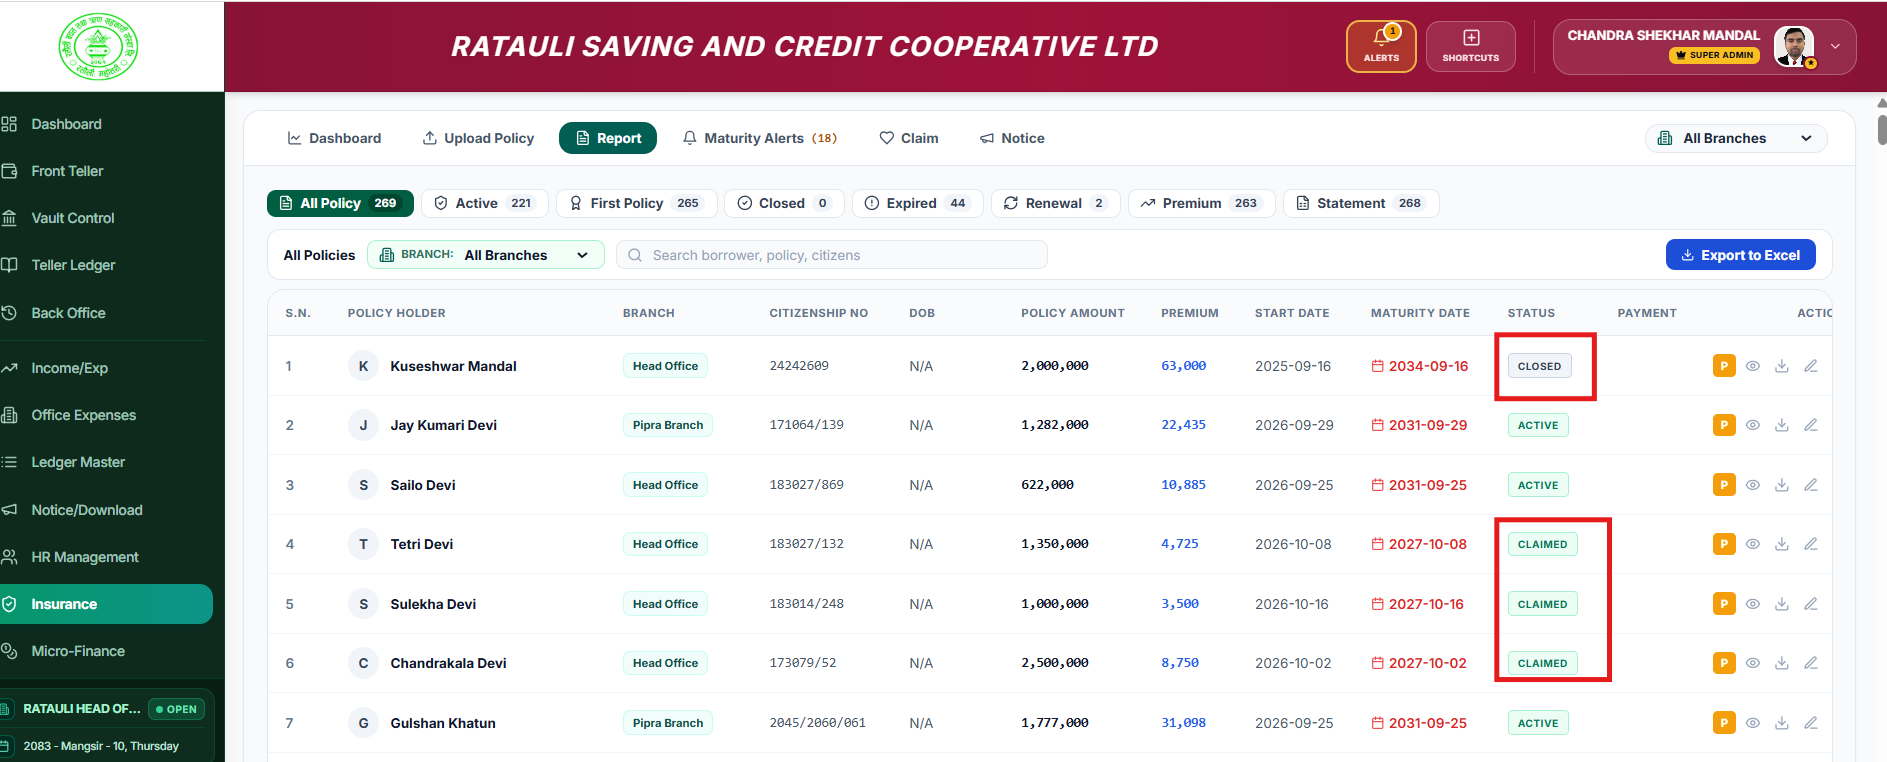 RATAULI SAVING AND CREDIT COOPERATIVE LTD
1
ALERTS
SHORTCUTS
CHANDRA SHEKHAR MANDAL
SUPER ADMIN
Dashboard
Front Teller
Vault Control
Teller Ledger
Back Office
Income/Exp
Office Expenses
Ledger Master
Notice/Download
HR Management
Insurance
Micro-Finance
RATAULI HEAD OF... OPEN
2083 - Mangsir - 10, Thursday
Dashboard Upload Policy Report Maturity Alerts (18) Claim Notice All Branches
All Policy 269 Active 221 First Policy 265 Closed 0 Expired 44 Renewal 2 Premium 263 Statement 268
All Policies BRANCH: All Branches Search borrower, policy, citizens Export to Excel
S.N. POLICY HOLDER BRANCH CITIZENSHIP NO DOB POLICY AMOUNT PREMIUM START DATE MATURITY DATE STATUS PAYMENT ACTIO
1 K Kuseshwar Mandal Head Office 24242609 N/A 2,000,000 63,000 2025-09-16 2034-09-16 CLOSED P
2 J Jay Kumari Devi Pipra Branch 171064/139 N/A 1,282,000 22,435 2026-09-29 2031-09-29 ACTIVE P
3 S Sailo Devi Head Office 183027/869 N/A 622,000 10,885 2026-09-25 2031-09-25 ACTIVE P
4 T Tetri Devi Head Office 183027/132 N/A 1,350,000 4,725 2026-10-08 2027-10-08 CLAIMED P
5 S Sulekha Devi Head Office 183014/248 N/A 1,000,000 3,500 2026-10-16 2027-10-16 CLAIMED P
6 C Chandrakala Devi Head Office 173079/52 N/A 2,500,000 8,750 2026-10-02 2027-10-02 CLAIMED P
7 G Gulshan Khatun Pipra Branch 2045/2060/061 N/A 1,777,000 31,098 2026-09-25 2031-09-25 ACTIVE P